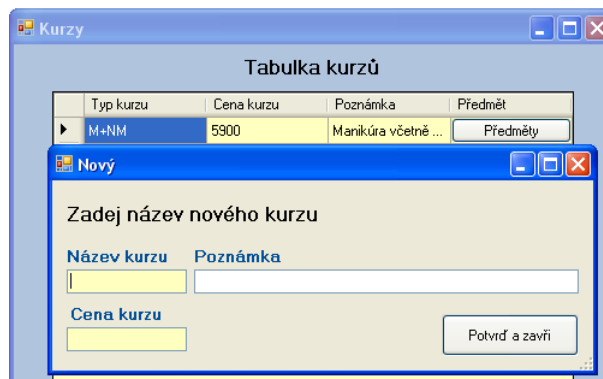 Kurzy
Tabulka kurzů
Typ kurzu Cena kurzu Poznámka Předmět
M+NM 5900 Manikúra včetně ... Předměty
Nový
Zadej název nového kurzu
Název kurzu Poznámka
Cena kurzu
Potvrď a zavři